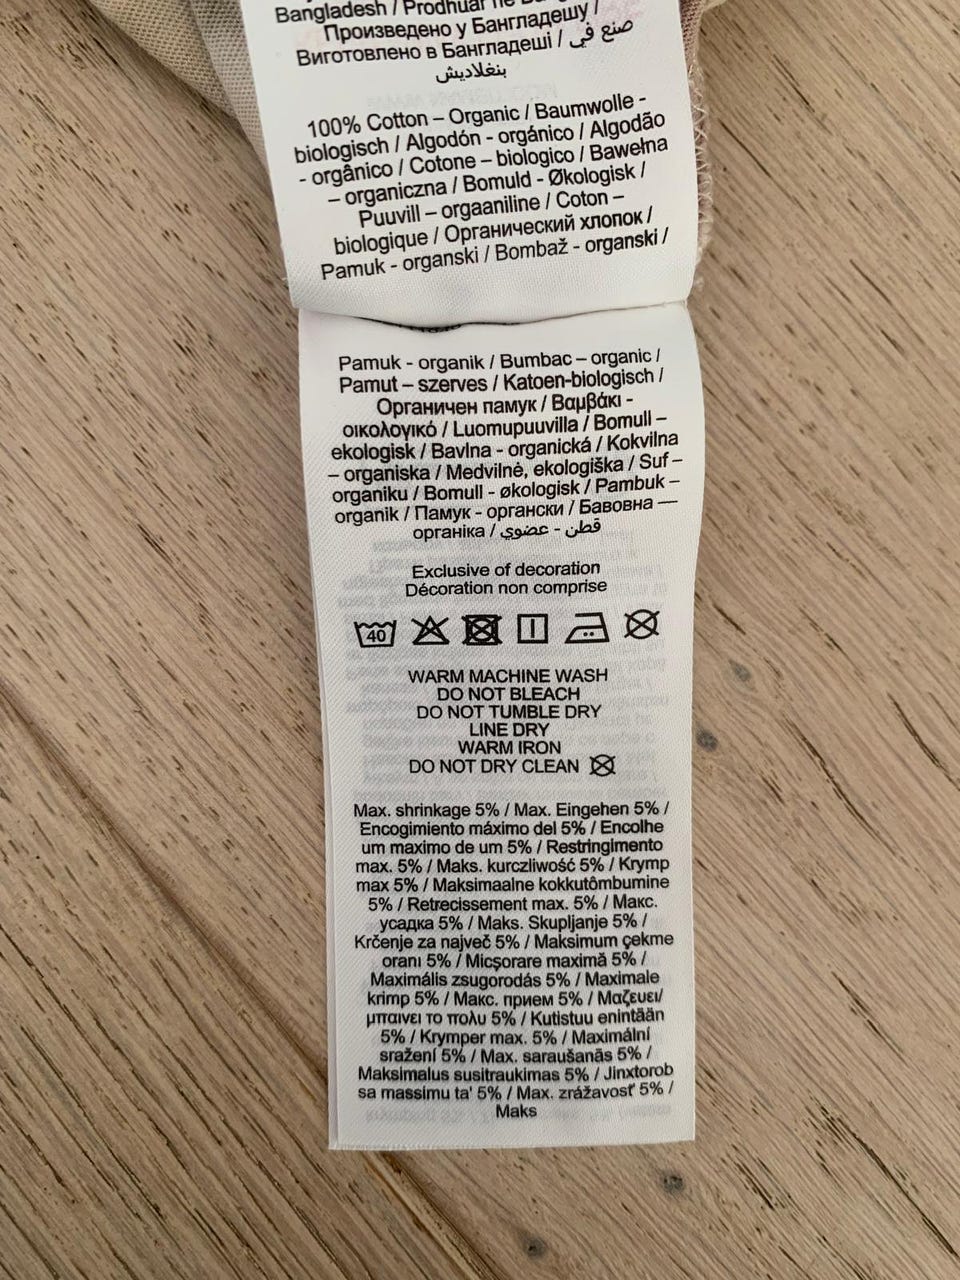 Bangladesh / Prodhuar në Ban
Произведено у Бангладешу /
Виготовлено в Бангладеші / صنع في
بنغلاديش
100% Cotton – Organic / Baumwolle -
biologisch / Algodón - orgánico / Algodão
- orgânico / Cotone – biologico / Bawełna
– organiczna / Bomuld - Økologisk /
Puuvill – orgaaniline / Coton –
biologique / Органический хлопок /
Pamuk - organski / Bombaž - organski /
Pamuk - organik / Bumbac – organic /
Pamut – szerves / Katoen-biologisch /
Органичен памук / Βαμβάκι -
οικολογικό / Luomupuuvilla / Bomull –
ekologisk / Bavlna - organická / Kokvilna
– organiska / Medvilnė, ekologiška / Suf –
organiku / Bomull - økologisk / Pambuk –
organik / Памук - органски / Бавовна —
органіка / قطن - عضوي
Exclusive of decoration
Décoration non comprise
40
WARM MACHINE WASH
DO NOT BLEACH
DO NOT TUMBLE DRY
LINE DRY
WARM IRON
DO NOT DRY CLEAN
Max. shrinkage 5% / Max. Eingehen 5% /
Encogimiento máximo del 5% / Encolhe
um maximo de um 5% / Restringimento
max. 5% / Maks. kurczliwość 5% / Krymp
max 5% / Maksimaalne kokkutõmbumine
5% / Retrecissement max. 5% / Макс.
усадка 5% / Maks. Skupljanje 5% /
Krčenje za največ 5% / Maksimum çekme
oranı 5% / Micşorare maximă 5% /
Maximális zsugorodás 5% / Maximale
krimp 5% / Макс. прием 5% / Μαζευει/
μπαινει το πολυ 5% / Kutistuu enintään
5% / Krymper max. 5% / Maximální
sražení 5% / Max. saraušanās 5% /
Maksimalus susitraukimas 5% / Jinxtorob
sa massimu ta' 5% / Max. zrážavosť 5% /
Maks